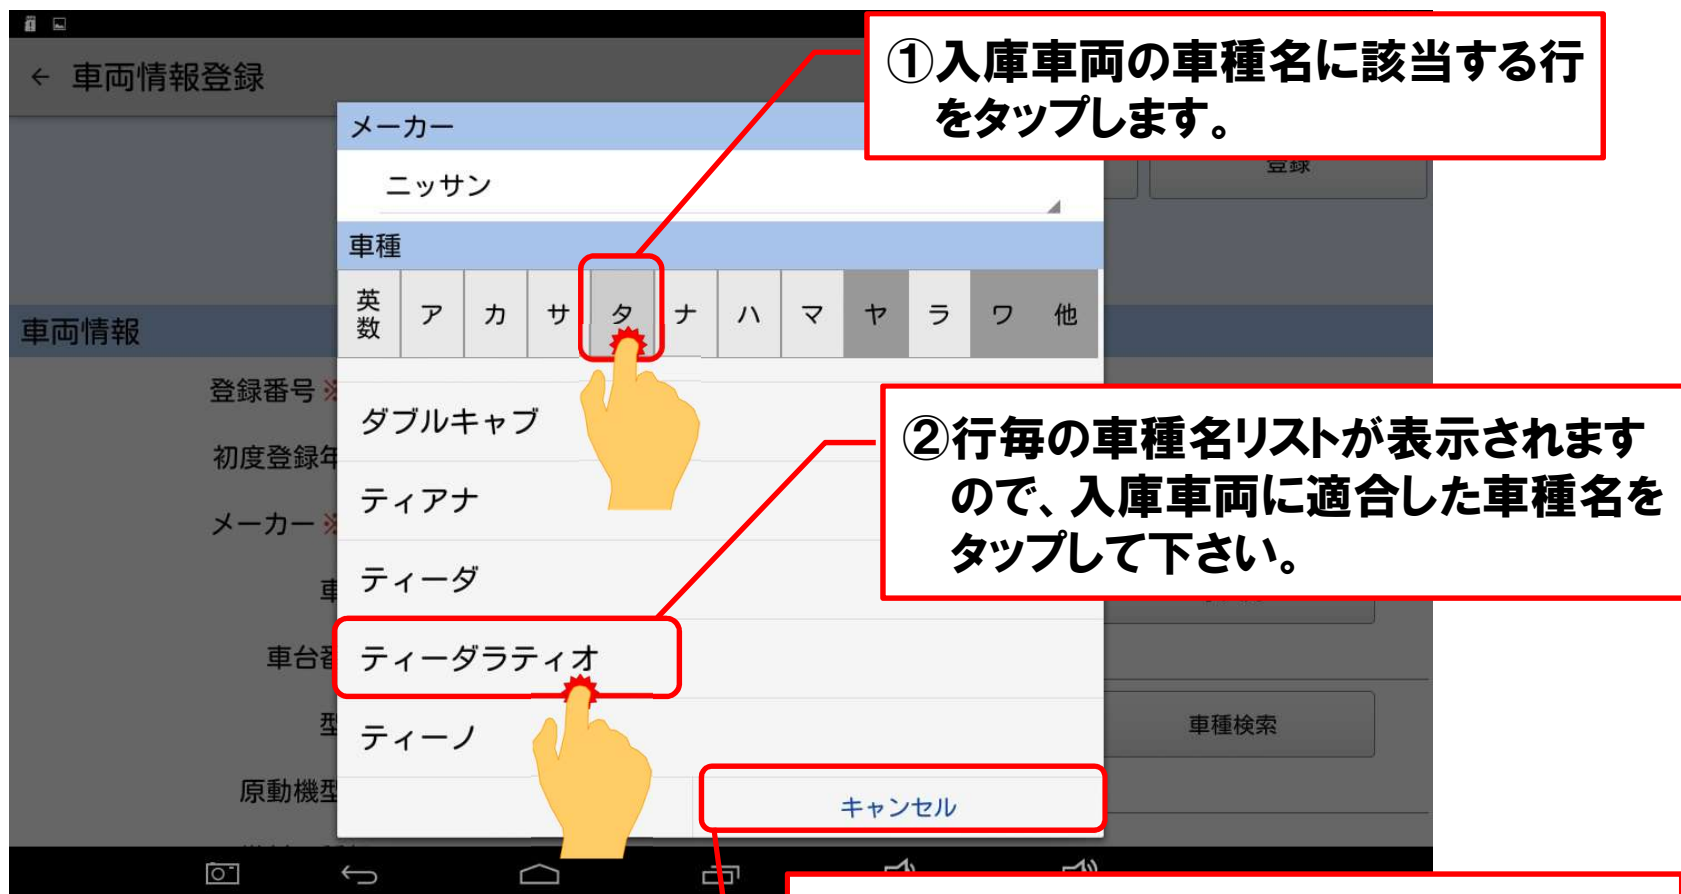 ← 車両情報登録
①入庫車両の車種名に該当する行
をタップします。
メーカー
ニッサン
登録
車種
英数 ア カ サ タ ナ ハ マ ヤ ラ ワ 他
車両情報
登録番号※
ダブルキャブ
②行毎の車種名リストが表示されます
ので、入庫車両に適合した車種名を
タップして下さい。
初度登録年
ティアナ
メーカー※
ティーダ
車
車台番
ティーダラティオ
型
ティーノ
車種検索
原動機型
キャンセル